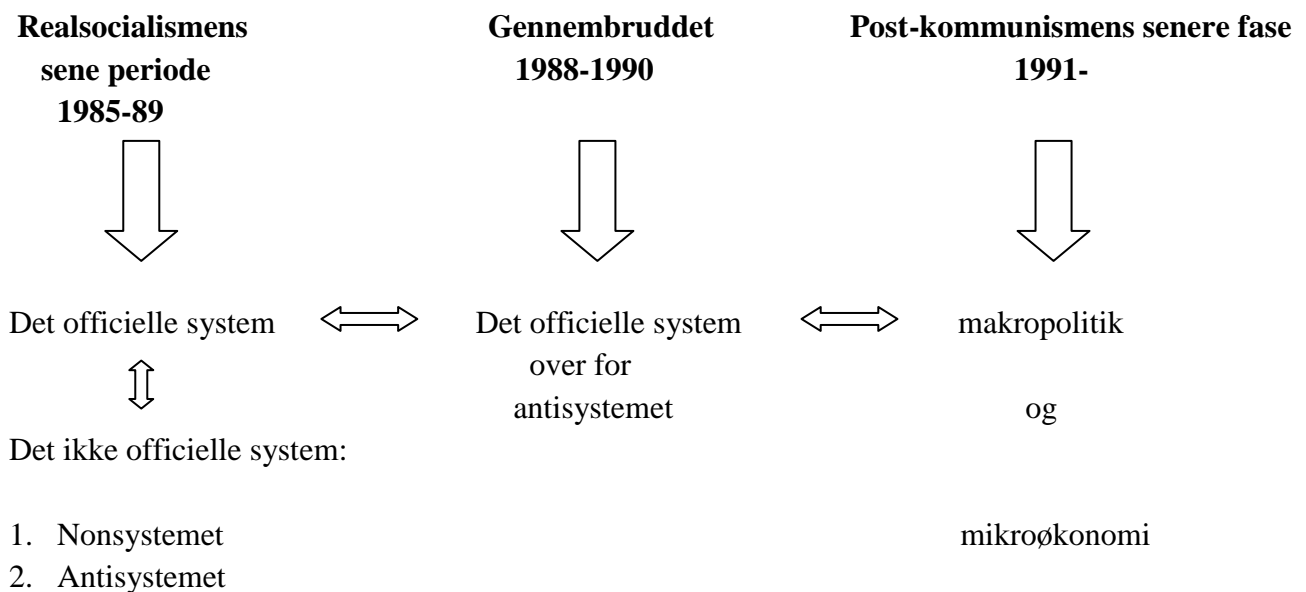 Realsocialismens
sene periode
1985-89
Gennembruddet
1988-1990
Post-kommunismens senere fase
1991-
Det officielle system
Det officielle system
over for
antisystemet
makropolitik
og
Det ikke officielle system:
1. Nonsystemet
2. Antisystemet
mikroøkonomi